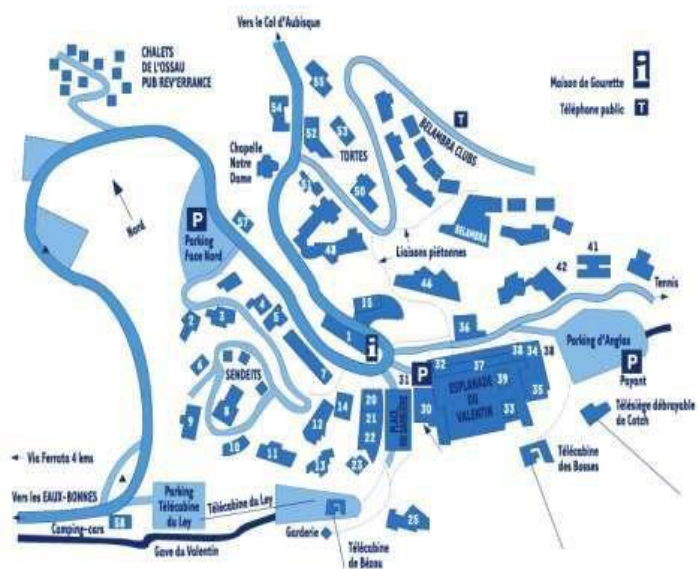 Vers le Col d'Aubisque
CHALETS
DE L'OSSAU
PUB REV'ERRANCE
Maison de Gourette
i
Téléphone public
T
55
54
52
53
TORTES
BELAMBRA CLUBS
T
Chapelle
Notre
Dame
51
50
Nord
P
Parking
Face Nord
57
48
BELAMBRA
Liaisons piétonnes
41
42
46
Tennis
2
3
4
5
15
1
i
36
7
6
SENDEITS
8
9
10
11
12
13
14
20
21
22
23
31
P
30
32
37
38
34
38
ESPLANADE
DU
VALENTIN
39
35
33
Parking d'Anglas
P
Payant
Télésiège débrayable
de Cotch
Télécabine
des Bosses
Via Ferrata 4 kms
Vers les EAUX-BONNES
Parking
Télécabine
du Ley
Télécabine du Ley
Camping-cars
58
Gave du Valentin
Garderie
Télécabine
de Bézou
25